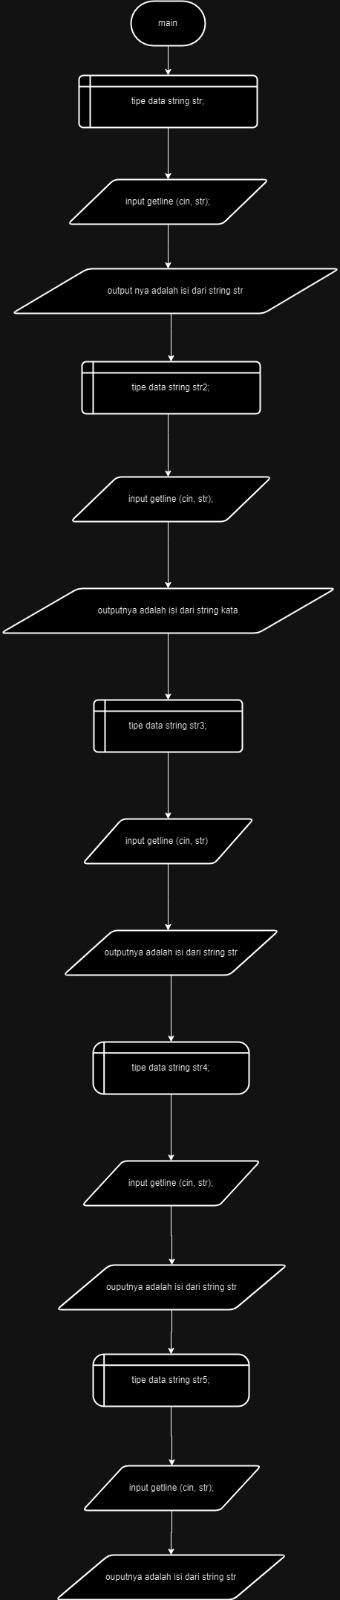 main
tipe data string str;
input getline (cin, str);
output nya adalah isi dari string str
tipe data string str2;
input getline (cin, str);
outputnya adalah isi dari string kata
tipe data string str3;
input getline (cin, str)
outputnya adalah isi dari string str
tipe data string str4;
input getline (cin, str);
ouputnya adalah isi dari string str
tipe data string str5;
input getline (cin, str);
ouputnya adalah isi dari string str